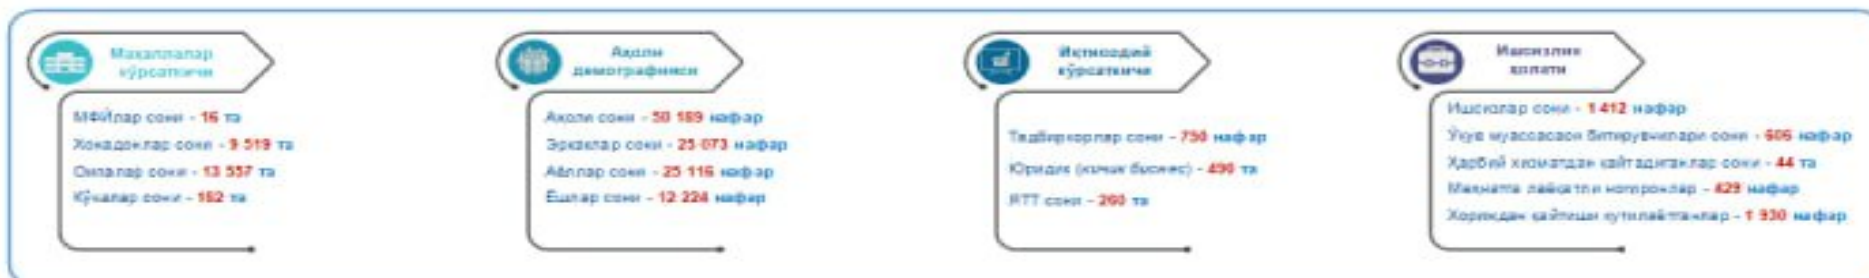 Маҳаллалар
кўрсаткичи
МФЙлар сони - 16 та
Хонадонлар сони - 9 519 та
Оилалар сони - 13 557 та
Кўчалар сони - 182 та
Аҳоли
демографияси
Аҳоли сони - 50 189 нафар
Эркаклар сони - 25 073 нафар
Аёллар сони - 25 116 нафар
Ёшлар сони - 12 224 нафар
Иқтисодий
кўрсаткичи
Тадбиркорлар сони - 750 нафар
Юридик (кичик бизнес) - 490 та
ЯТТ сони - 260 та
Ишсизлик
ҳолати
Ишсизлар сони - 1 412 нафар
Ўқув муассасаси битирувчилари сони - 606 нафар
Ҳарбий хизматдан қайтадиганлар сони - 44 та
Меҳнатга лаёқатли ногиронлар - 429 нафар
Хориждан қайтиши кутилаётганлар - 1 930 нафар